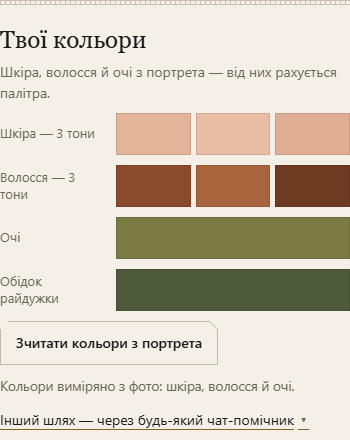 Твої кольори
Шкіра, волосся й очі з портрета — від них рахується
палітра.
Шкіра — 3 тони
Волосся — 3
тони
Очі
Обідок
райдужки
Зчитати кольори з портрета
Кольори виміряно з фото: шкіра, волосся й очі.
Інший шлях — через будь-який чат-помічник